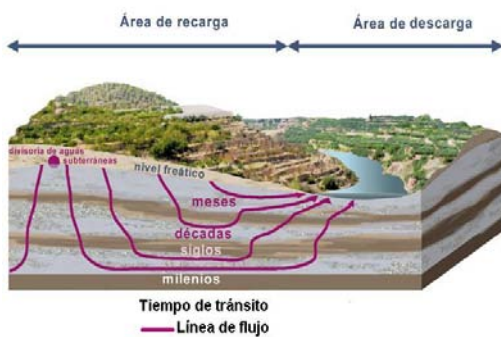 Área de recarga
Área de descarga
divisoria de aguas
subterráneas
nivel freático
meses
décadas
siglos
milenios
Tiempo de tránsito
Línea de flujo